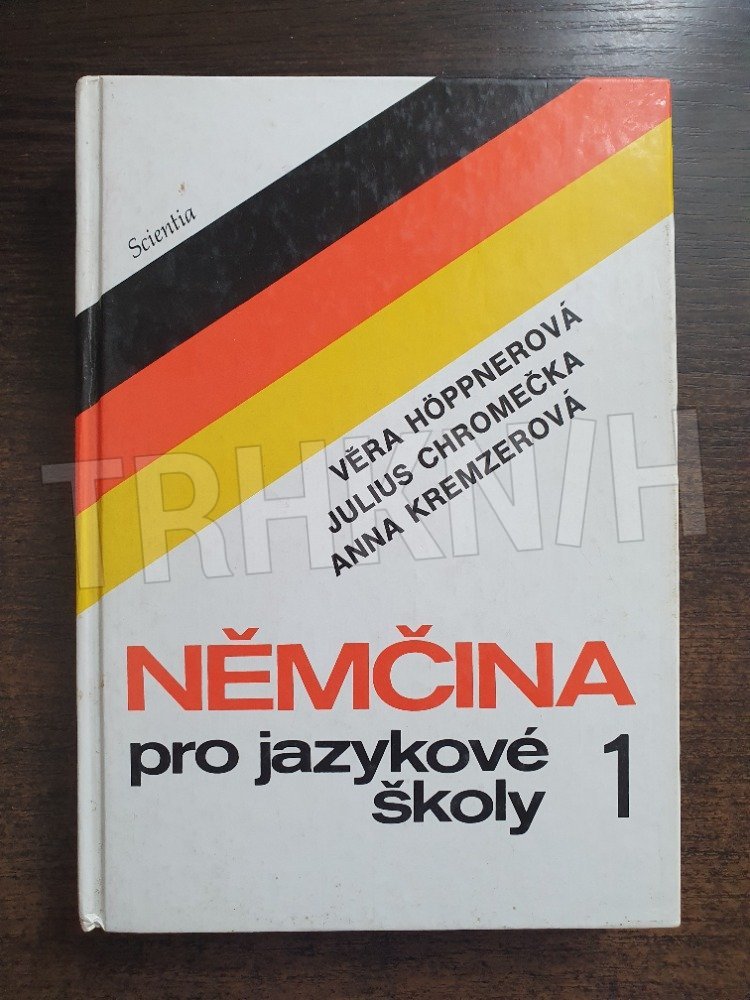 Scientia
VĚRA HÖPPNEROVÁ
JULIUS CHROMEČKA
ANNA KREMZEROVÁ
TRHKNIH
NĚMČINA
pro jazykové 1
školy